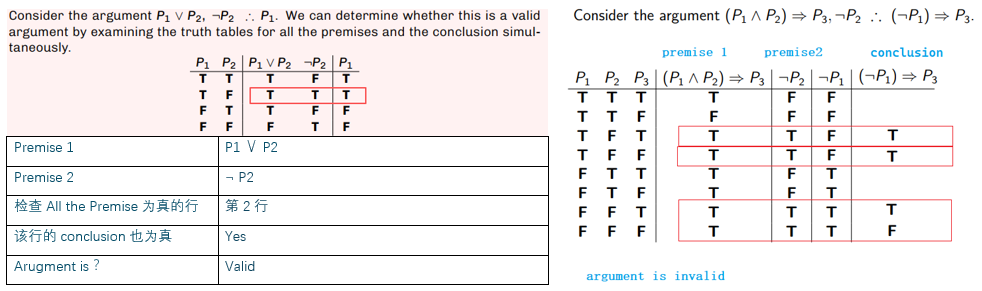 Consider the argument P₁ ∨ P₂, ¬P₂ ∴ P₁. We can determine whether this is a valid
argument by examining the truth tables for all the premises and the conclusion simul-
taneously.
P₁ P₂ P₁ ∨ P₂ ¬P₂ P₁
T T T F T
T F T T T
F T T F F
F F F T F
Premise 1 P1 ∨ P2
Premise 2 ¬ P2
检查 All the Premise 为真的行 第 2 行
该行的 conclusion 也为真 Yes
Arugment is ? Valid
Consider the argument (P₁ ∧ P₂) ⇒ P₃, ¬P₂ ∴ (¬P₁) ⇒ P₃.
premise 1 premise2 conclusion
P₁ P₂ P₃ (P₁ ∧ P₂) ⇒ P₃ ¬P₂ ¬P₁ (¬P₁) ⇒ P₃
T T T T F F
T T F F F F
T F T T T F T
T F F T T F T
F T T T F T
F T F T F T
F F T T T T T
F F F T T T F
argument is invalid